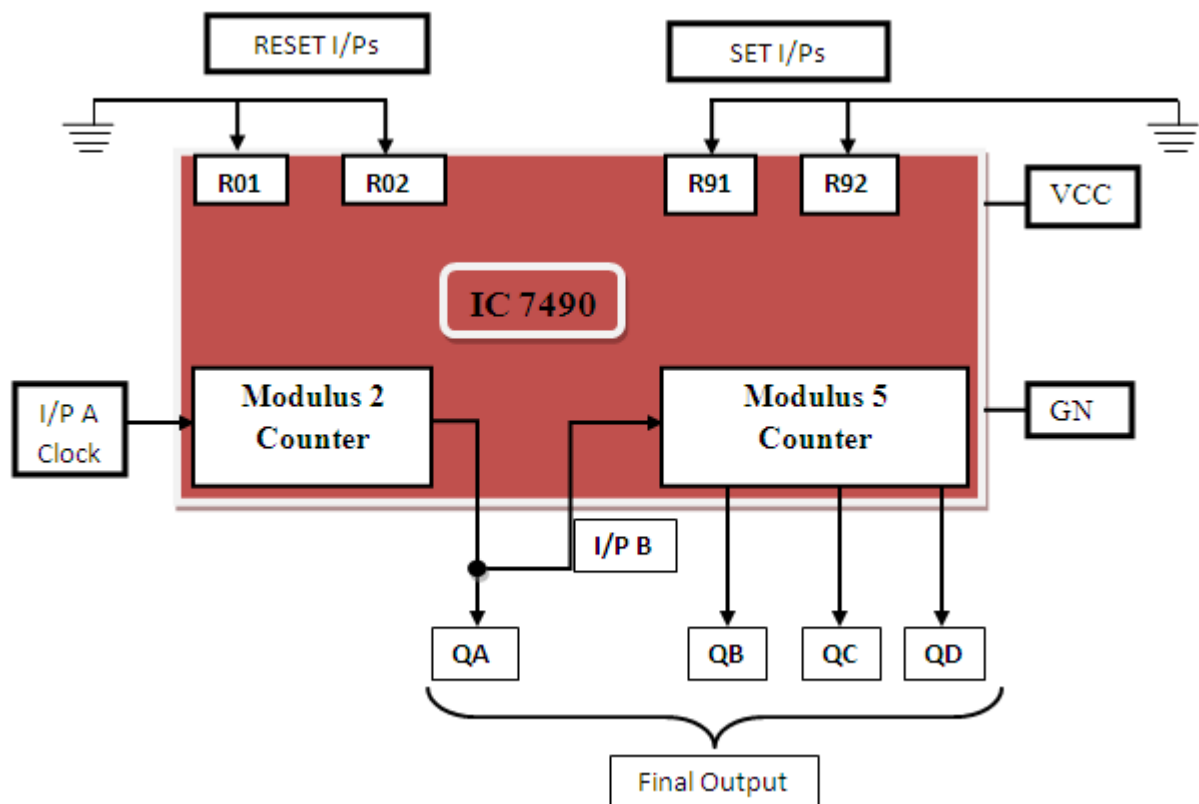 RESET I/Ps
SET I/Ps
R01
R02
R91
R92
VCC
IC 7490
I/P A
Clock
Modulus 2
Counter
Modulus 5
Counter
GN
I/P B
QA
QB
QC
QD
Final Output